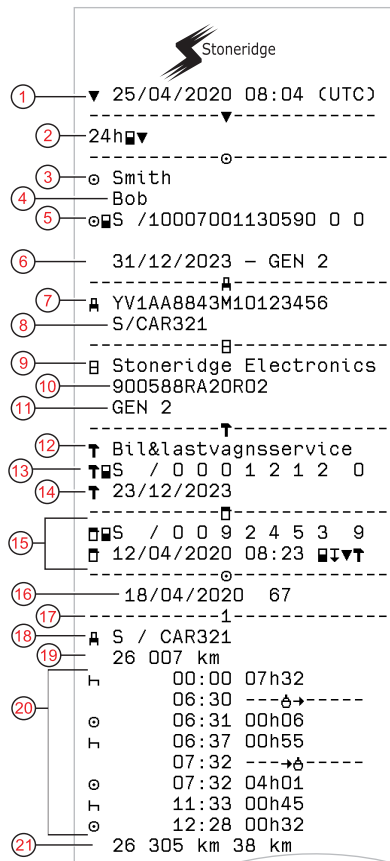 Stoneridge
1 ▼ 25/04/2020 08:04 (UTC)
2 24h▼
3 Smith
4 Bob
5 S /1000700113059O 0 0
6 31/12/2023 – GEN 2
7 YV1AA8843M10123456
8 S/CAR321
9 Stoneridge Electronics
10 900588RA20R02
11 GEN 2
12 Bil&lastvagnsservice
13 S / 0 0 0 1 2 1 2 0
14 23/12/2023
15 S / 0 0 9 2 4 5 3 9
12/04/2020 08:23 ▼
16 18/04/2020 67
17 ----------1----------
18 S / CAR321
19 26 007 km
20 00:00 07h32
06:30 ---→-----
06:31 00h06
06:37 00h55
07:32 ---→-----
07:32 04h01
11:33 00h45
12:28 00h32
21 26 305 km 38 km